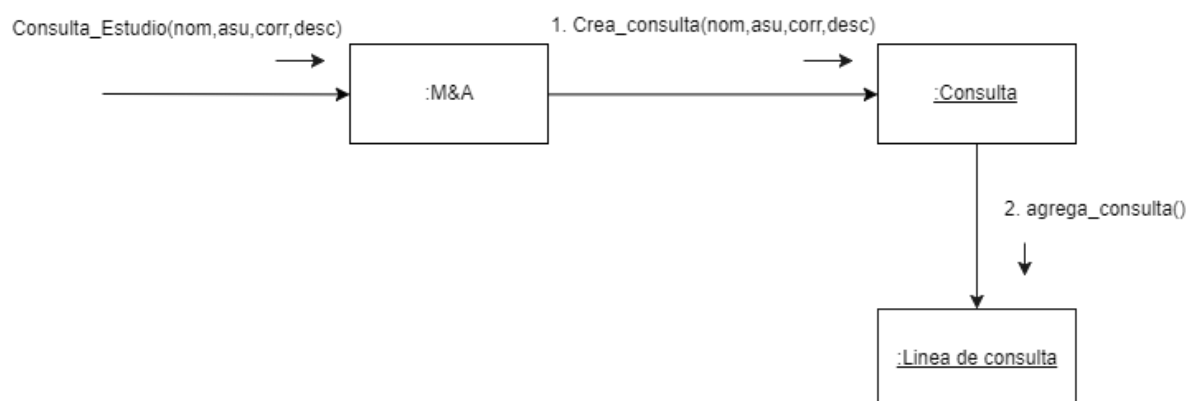 Consulta_Estudio(nom,asu,corr,desc)
1. Crea_consulta(nom,asu,corr,desc)
:M&A
:Consulta
2. agrega_consulta()
:Linea de consulta